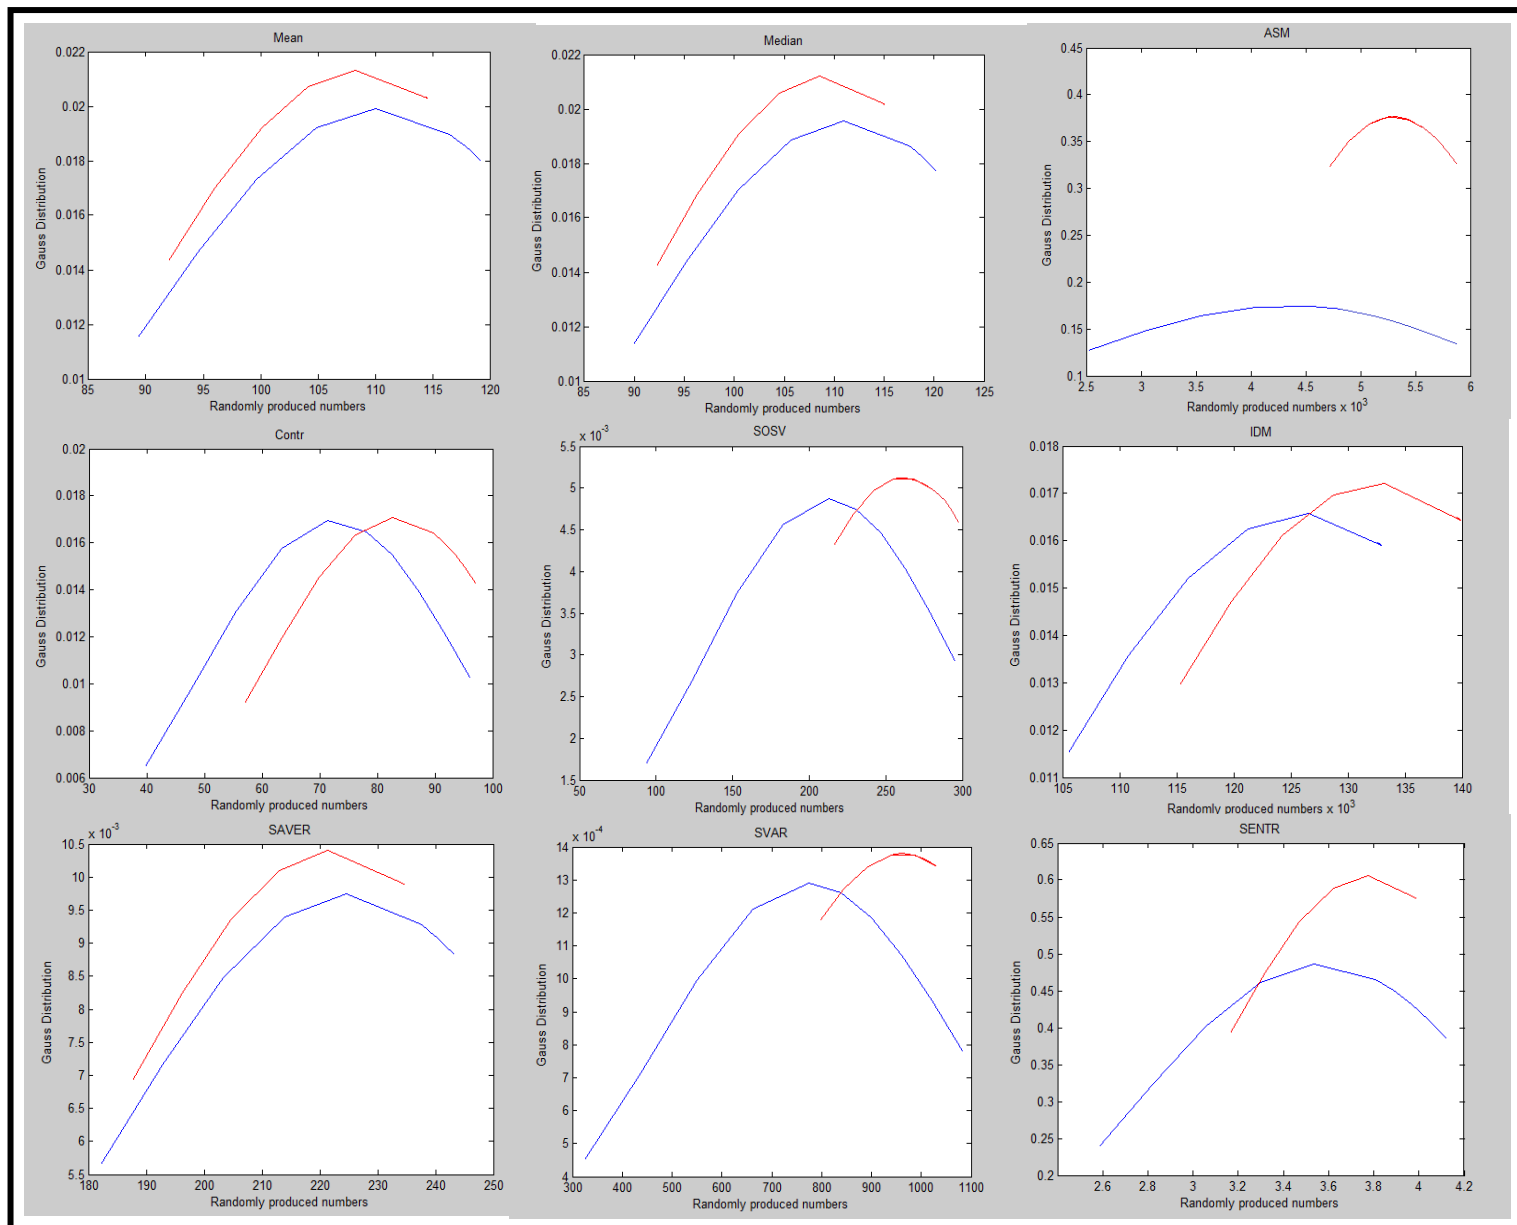 Mean
0.022
0.02
0.018
0.016
0.014
0.012
0.01
Gauss Distribution
85 90 95 100 105 110 115 120
Randomly produced numbers
Median
0.022
0.02
0.018
0.016
0.014
0.012
0.01
Gauss Distribution
85 90 95 100 105 110 115 120 125
Randomly produced numbers
ASM
0.45
0.4
0.35
0.3
0.25
0.2
0.15
0.1
Gauss Distribution
2.5 3 3.5 4 4.5 5 5.5 6
Randomly produced numbers x 10³
Contr
0.02
0.018
0.016
0.014
0.012
0.01
0.008
0.006
Gauss Distribution
30 40 50 60 70 80 90 100
Randomly produced numbers
SOSV
x 10⁻³
5.5
5
4.5
4
3.5
3
2.5
2
1.5
Gauss Distribution
50 100 150 200 250 300
Randomly produced numbers
IDM
0.018
0.017
0.016
0.015
0.014
0.013
0.012
0.011
Gauss Distribution
105 110 115 120 125 130 135 140
Randomly produced numbers x 10³
SAVER
x 10⁻³
10.5
10
9.5
9
8.5
8
7.5
7
6.5
6
5.5
Gauss Distribution
180 190 200 210 220 230 240 250
Randomly produced numbers
SVAR
x 10⁻⁴
14
13
12
11
10
9
8
7
6
5
4
Gauss Distribution
300 400 500 600 700 800 900 1000 1100
Randomly produced numbers
SENTR
0.65
0.6
0.55
0.5
0.45
0.4
0.35
0.3
0.25
0.2
Gauss Distribution
2.6 2.8 3 3.2 3.4 3.6 3.8 4 4.2
Randomly produced numbers